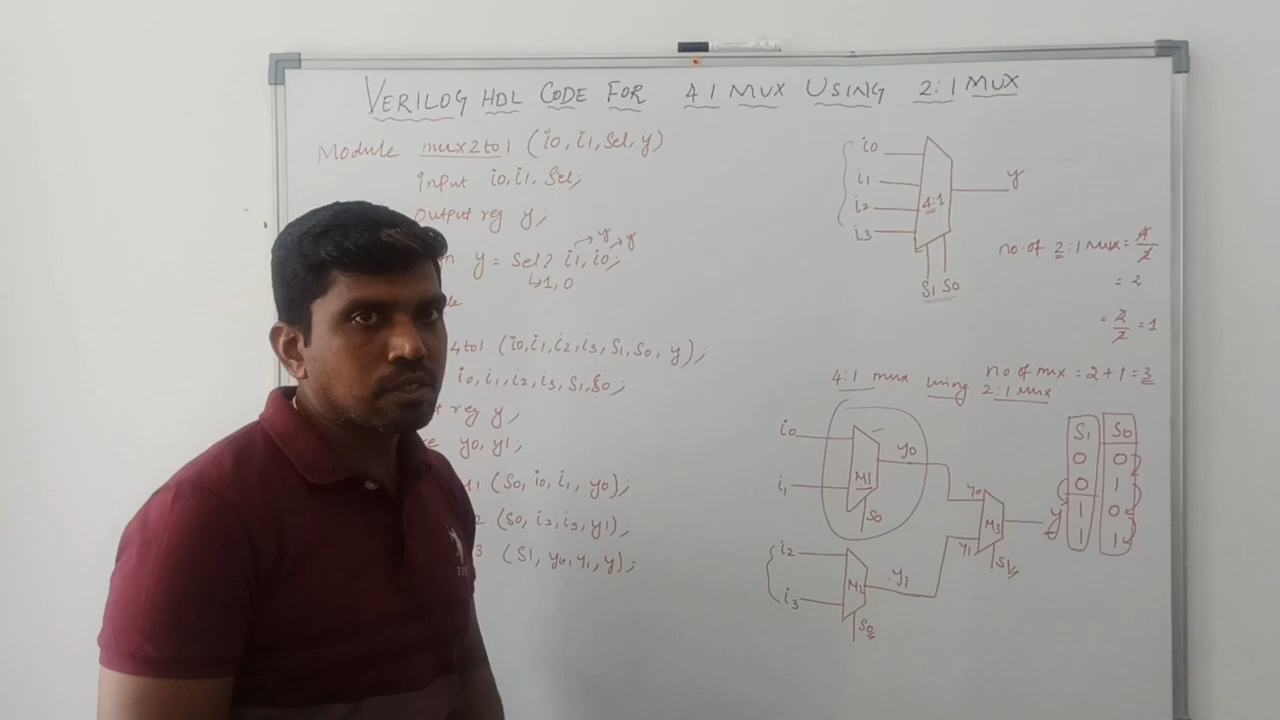 VERILOG HDL CODE FOR 4:1 MUX USING 2:1 MUX
Module mux2to1 (i0, i1, Sel, y)
Input i0, i1, Sel;
Output reg y;
y = Sel? i1, i0;
y y
↳1, 0
4to1 (i0, i1, i2, i3, S1, S0, y);
i0, i1, i2, i3, S1, S0;
reg y;
y0, y1;
(S0, i0, i1, y0);
2 (S0, i2, i3, y1);
3 (S1, y0, y1, y);
i0
i1
i2
i3
4:1
y
S1 S0
no. of 2:1 Mux = 4/2
= 2
= 2/2 = 1
no of mux = 2 + 1 = 3
4:1 mux using 2:1 Mux
i0
i1
M1
S0
y0
i2
i3
M2
S0
y1
y0
y1
M3
S1
y
S1 S0
0 0
0 1
1 0
1 1